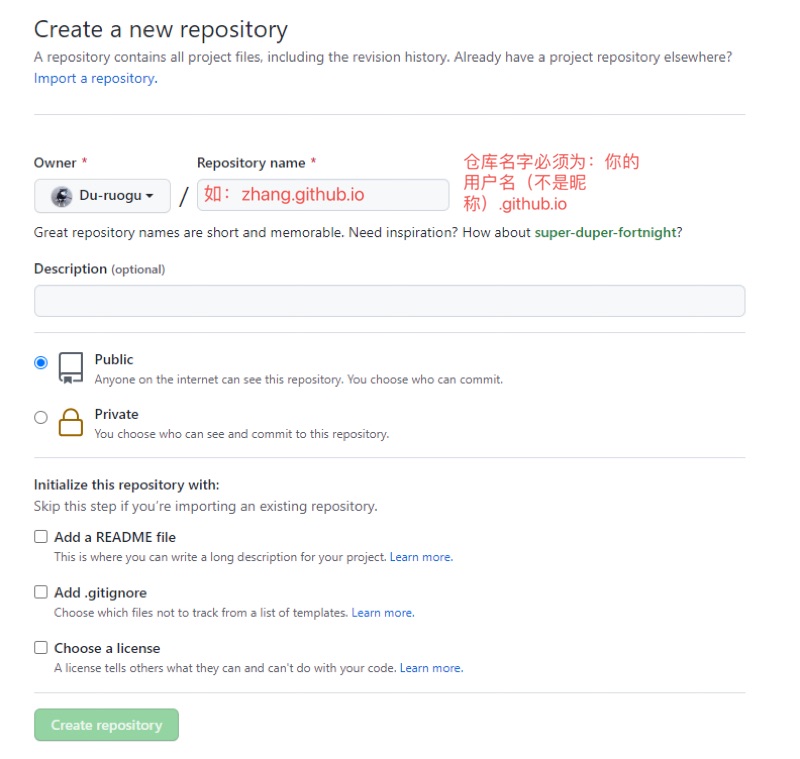 Create a new repository
A repository contains all project files, including the revision history. Already have a project repository elsewhere?
Import a repository.
Owner *
Repository name *
Du-ruogu
/
如：zhang.github.io
仓库名字必须为：你的
用户名（不是昵
称）.github.io
Great repository names are short and memorable. Need inspiration? How about super-duper-fortnight?
Description (optional)
Public
Anyone on the internet can see this repository. You choose who can commit.
Private
You choose who can see and commit to this repository.
Initialize this repository with:
Skip this step if you're importing an existing repository.
Add a README file
This is where you can write a long description for your project. Learn more.
Add .gitignore
Choose which files not to track from a list of templates. Learn more.
Choose a license
A license tells others what they can and can't do with your code. Learn more.
Create repository